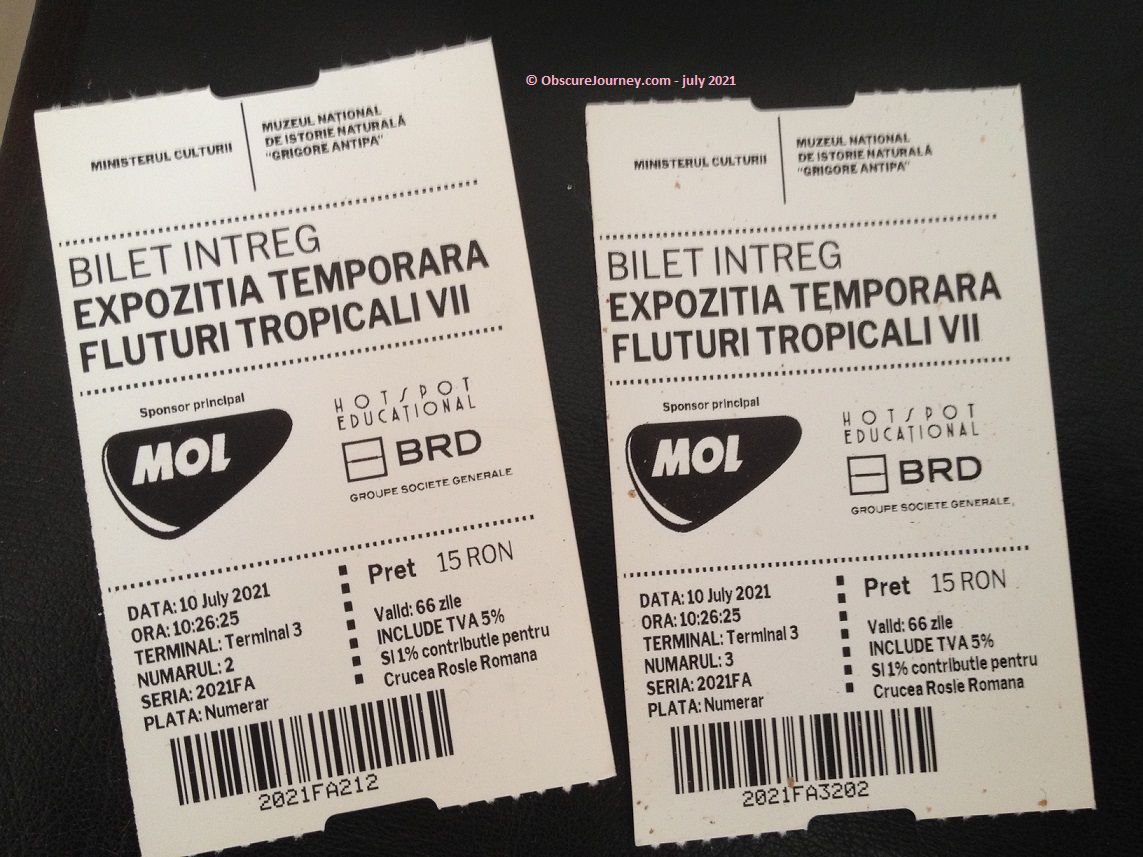 © ObscureJourney.com - july 2021
MINISTERUL CULTURII
MUZEUL NAȚIONAL
DE ISTORIE NATURALĂ
"GRIGORE ANTIPA"
BILET INTREG
EXPOZITIA TEMPORARA
FLUTURI TROPICALI VII
Sponsor principal
MOL
HOTSPOT
EDUCAȚIONAL
BRD
GROUPE SOCIETE GENERALE
DATA: 10 July 2021
ORA: 10:26:25
TERMINAL: Terminal 3
NUMARUL: 2
SERIA: 2021FA
PLATA: Numerar
Pret 15 RON
Valid: 66 zile
INCLUDE TVA 5%
SI 1% contributie pentru
Crucea Rosie Romana
2021FA212
MINISTERUL CULTURII
MUZEUL NAȚIONAL
DE ISTORIE NATURALĂ
"GRIGORE ANTIPA"
BILET INTREG
EXPOZITIA TEMPORARA
FLUTURI TROPICALI VII
Sponsor principal
MOL
HOTSPOT
EDUCAȚIONAL
BRD
GROUPE SOCIETE GENERALE
DATA: 10 July 2021
ORA: 10:26:25
TERMINAL: Terminal 3
NUMARUL: 3
SERIA: 2021FA
PLATA: Numerar
Pret 15 RON
Valid: 66 zile
INCLUDE TVA 5%
SI 1% contributie pentru
Crucea Rosie Romana
2021FA3202